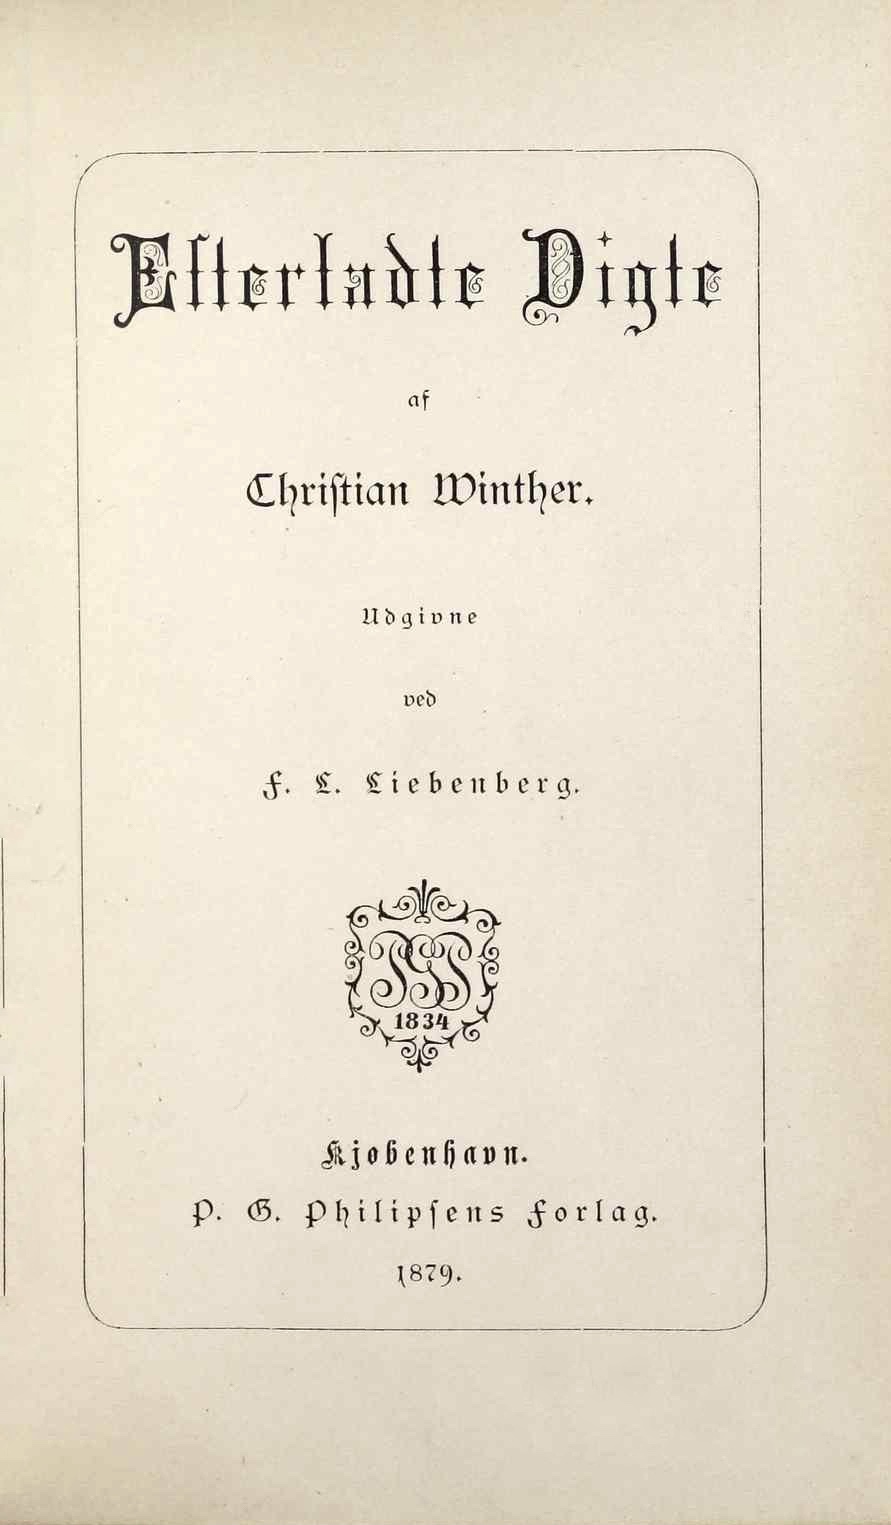 Efterladte Digte
af
Christian Winther.
Udgivne
ved
F. L. Liebenberg.
1834
Kjøbenhavn.
P. G. Philipsens Forlag.
1879.